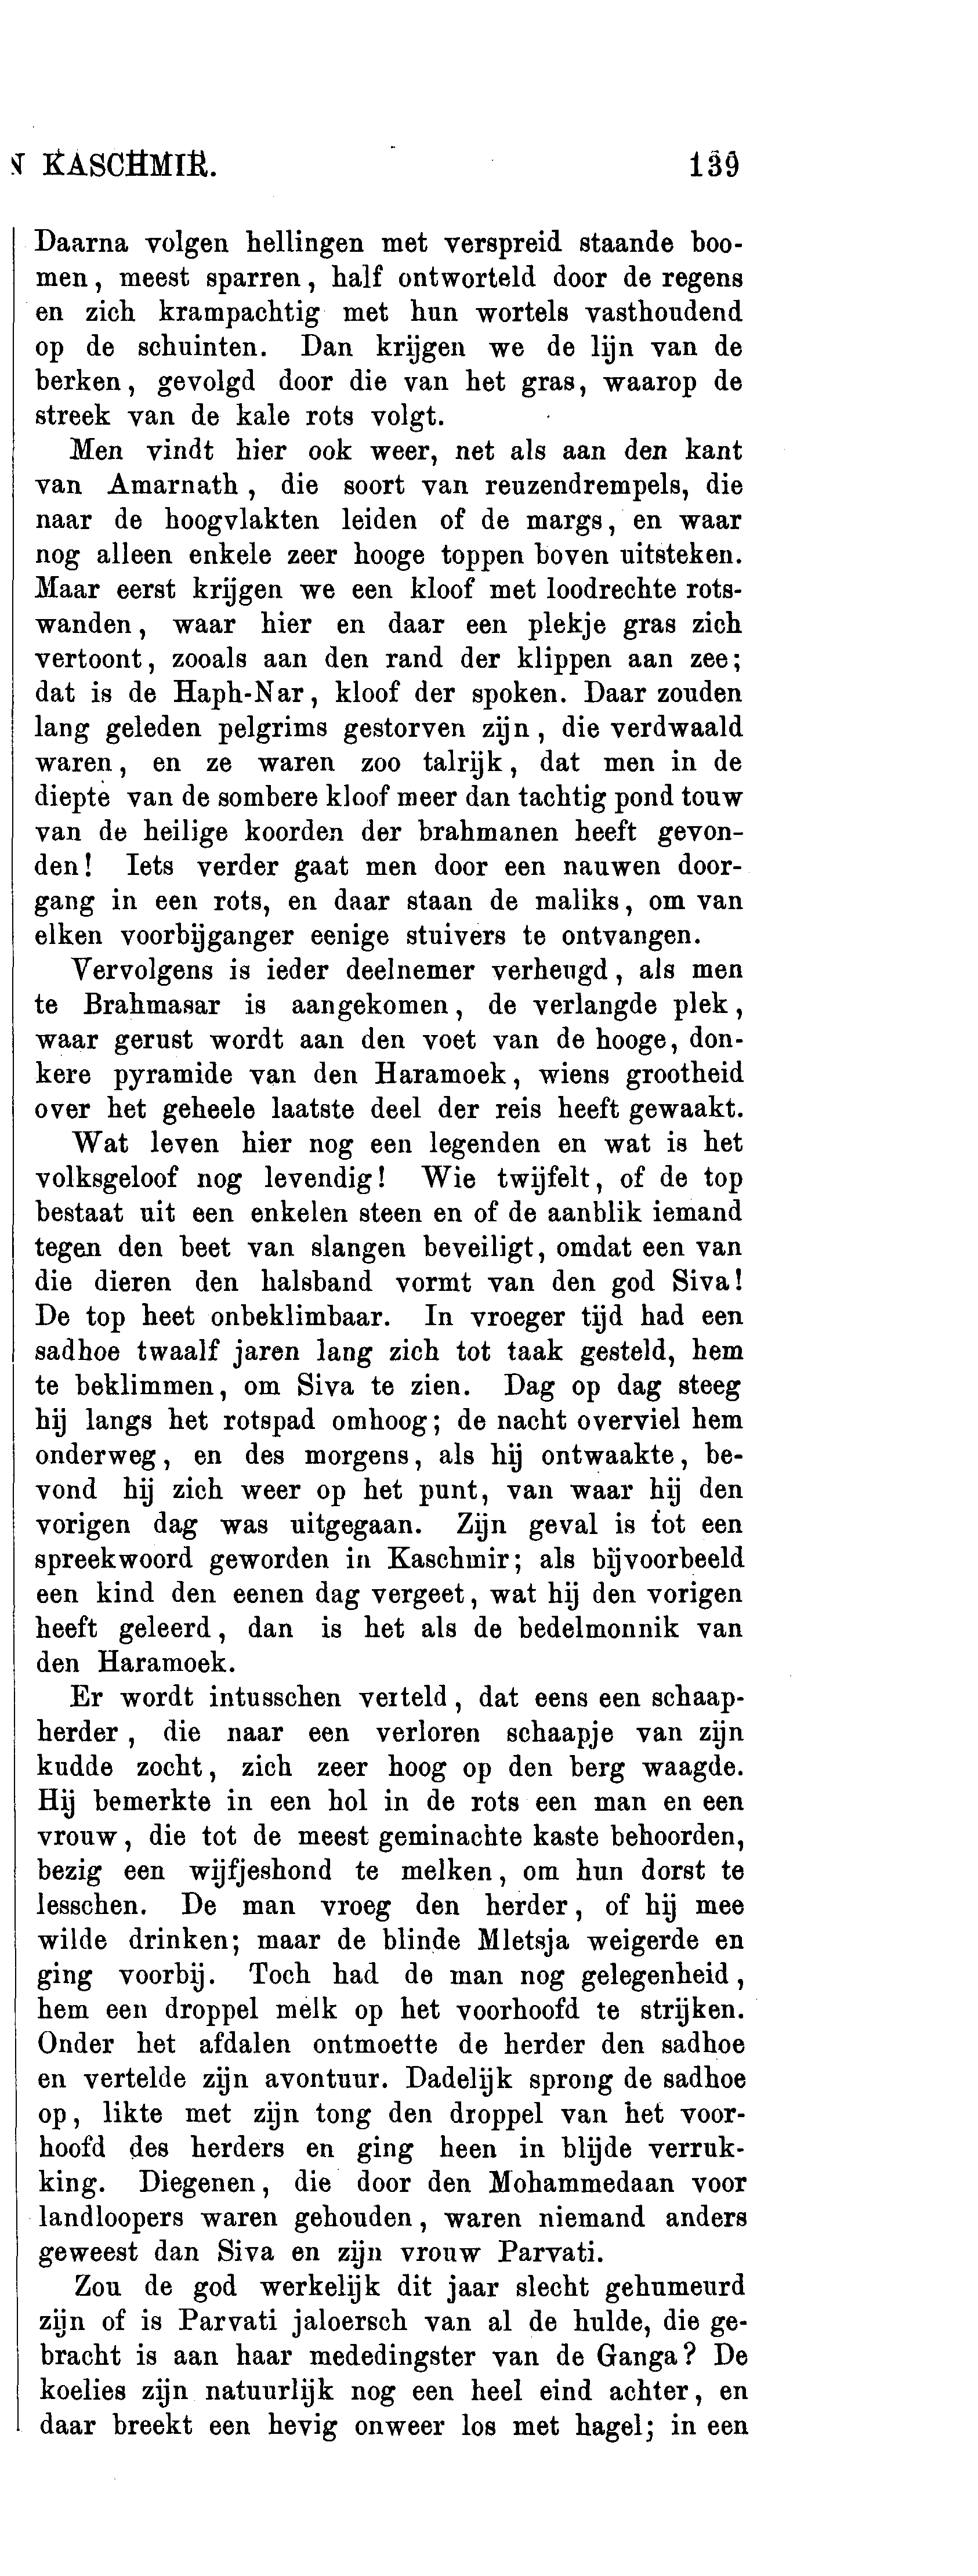 N KASCHMIR. 139
Daarna volgen hellingen met verspreid staande boo-
men, meest sparren, half ontworteld door de regens
en zich krampachtig met hun wortels vasthoudend
op de schuinten. Dan krijgen we de lijn van de
berken, gevolgd door die van het gras, waarop de
streek van de kale rots volgt.
Men vindt hier ook weer, net als aan den kant
van Amarnath, die soort van reuzendrempels, die
naar de hoogvlakten leiden of de margs, en waar
nog alleen enkele zeer hooge toppen boven uitsteken.
Maar eerst krijgen we een kloof met loodrechte rots-
wanden, waar hier en daar een plekje gras zich
vertoont, zooals aan den rand der klippen aan zee;
dat is de Haph-Nar, kloof der spoken. Daar zouden
lang geleden pelgrims gestorven zijn, die verdwaald
waren, en ze waren zoo talrijk, dat men in de
diepte van de sombere kloof meer dan tachtig pond touw
van de heilige koorden der brahmanen heeft gevon-
den! Iets verder gaat men door een nauwen door-
gang in een rots, en daar staan de maliks, om van
elken voorbijganger eenige stuivers te ontvangen.
Vervolgens is ieder deelnemer verheugd, als men
te Brahmasar is aangekomen, de verlangde plek,
waar gerust wordt aan den voet van de hooge, don-
kere pyramide van den Haramoek, wiens grootheid
over het geheele laatste deel der reis heeft gewaakt.
Wat leven hier nog een legenden en wat is het
volksgeloof nog levendig! Wie twijfelt, of de top
bestaat uit een enkelen steen en of de aanblik iemand
tegen den beet van slangen beveiligt, omdat een van
die dieren den halsband vormt van den god Siva!
De top heet onbeklimbaar. In vroeger tijd had een
sadhoe twaalf jaren lang zich tot taak gesteld, hem
te beklimmen, om Siva te zien. Dag op dag steeg
hij langs het rotspad omhoog; de nacht overviel hem
onderweg, en des morgens, als hij ontwaakte, be-
vond hij zich weer op het punt, van waar hij den
vorigen dag was uitgegaan. Zijn geval is tot een
spreekwoord geworden in Kaschmir; als bijvoorbeeld
een kind den eenen dag vergeet, wat hij den vorigen
heeft geleerd, dan is het als de bedelmonnik van
den Haramoek.
Er wordt intusschen verteld, dat eens een schaap-
herder, die naar een verloren schaapje van zijn
kudde zocht, zich zeer hoog op den berg waagde.
Hij bemerkte in een hol in de rots een man en een
vrouw, die tot de meest geminachte kaste behoorden,
bezig een wijfjeshond te melken, om hun dorst te
lesschen. De man vroeg den herder, of hij mee
wilde drinken; maar de blinde Mletsja weigerde en
ging voorbij. Toch had de man nog gelegenheid,
hem een droppel melk op het voorhoofd te strijken.
Onder het afdalen ontmoette de herder den sadhoe
en vertelde zijn avontuur. Dadelijk sprong de sadhoe
op, likte met zijn tong den droppel van het voor-
hoofd des herders en ging heen in blijde verruk-
king. Diegenen, die door den Mohammedaan voor
landloopers waren gehouden, waren niemand anders
geweest dan Siva en zijn vrouw Parvati.
Zou de god werkelijk dit jaar slecht gehumeurd
zijn of is Parvati jaloersch van al de hulde, die ge-
bracht is aan haar mededingster van de Ganga? De
koelies zijn natuurlijk nog een heel eind achter, en
daar breekt een hevig onweer los met hagel; in een